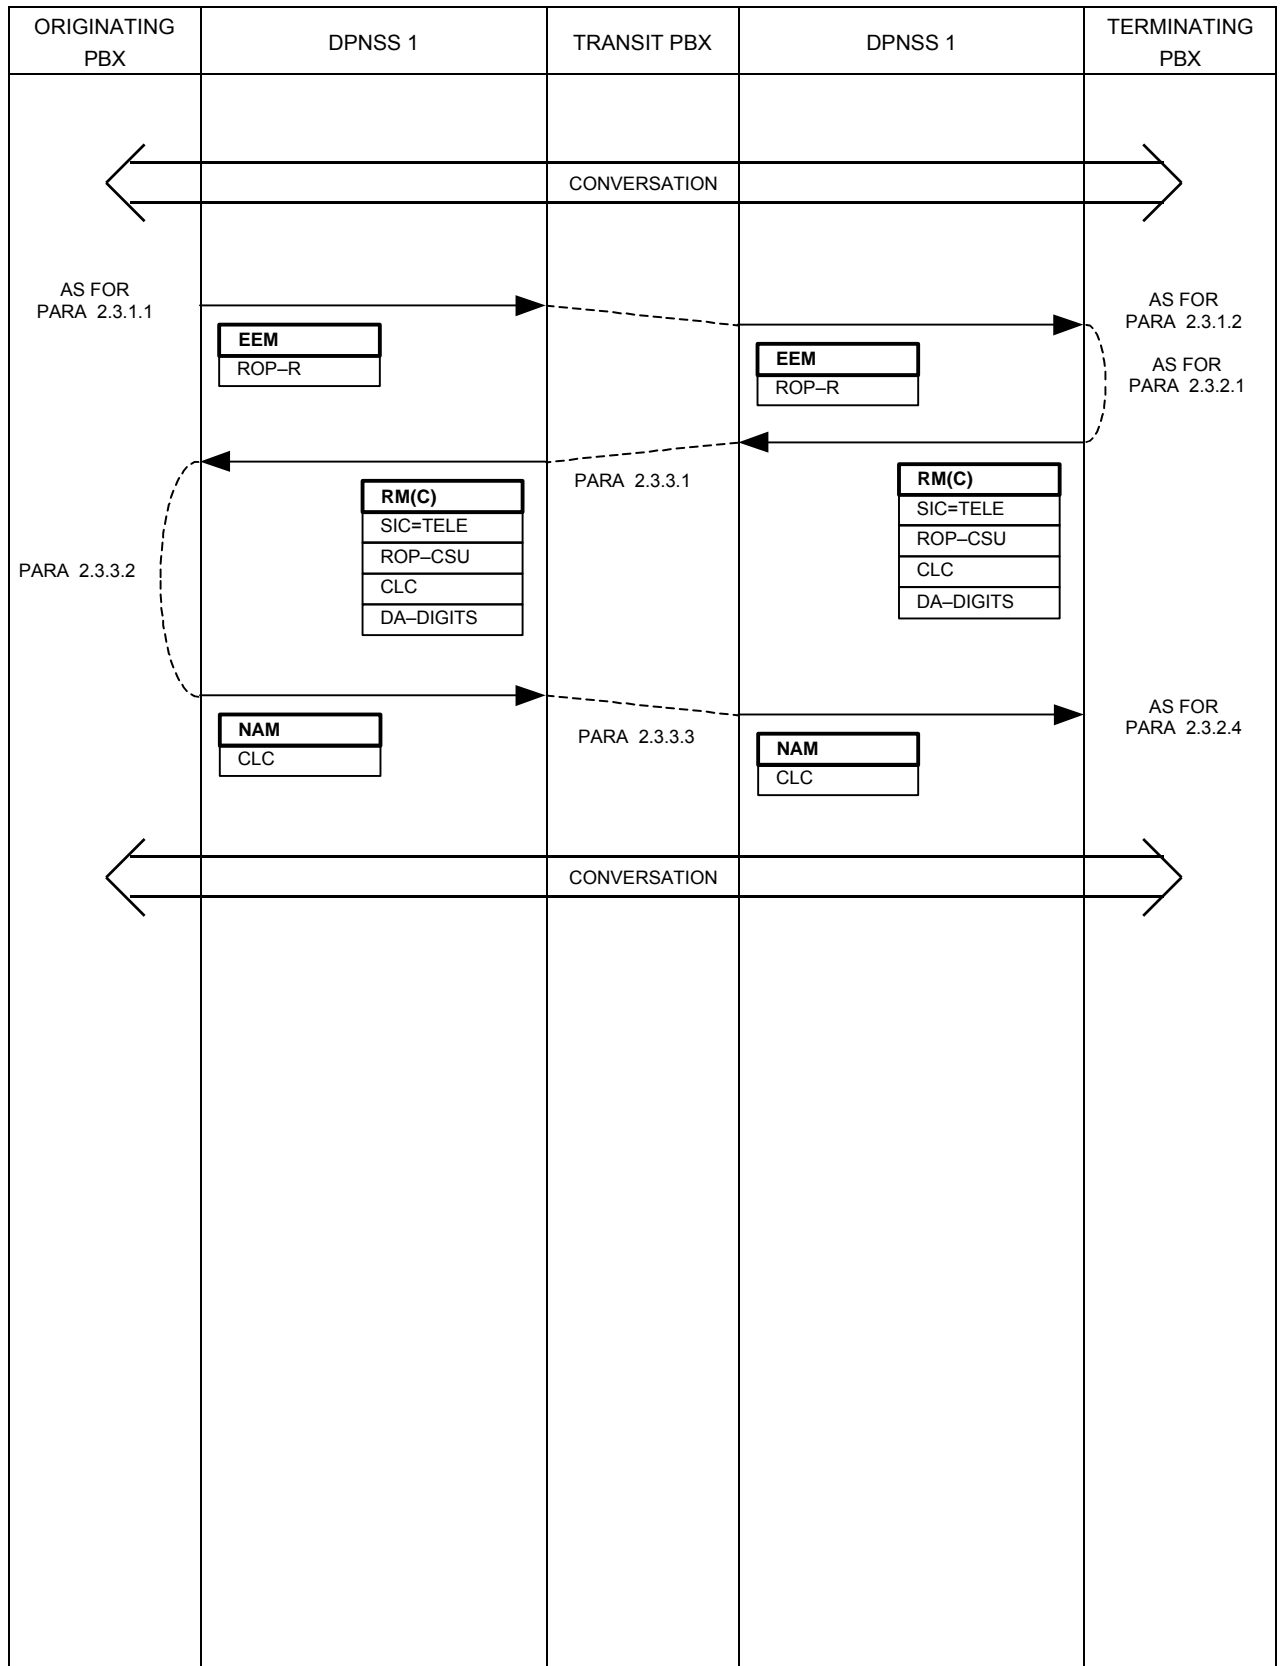 ORIGINATING
PBX
DPNSS 1
TRANSIT PBX
DPNSS 1
TERMINATING
PBX
CONVERSATION
AS FOR
PARA 2.3.1.1
EEM
ROP–R
EEM
ROP–R
AS FOR
PARA 2.3.1.2
AS FOR
PARA 2.3.2.1
PARA 2.3.3.1
RM(C)
SIC=TELE
ROP–CSU
CLC
DA–DIGITS
RM(C)
SIC=TELE
ROP–CSU
CLC
DA–DIGITS
PARA 2.3.3.2
NAM
CLC
PARA 2.3.3.3
NAM
CLC
AS FOR
PARA 2.3.2.4
CONVERSATION